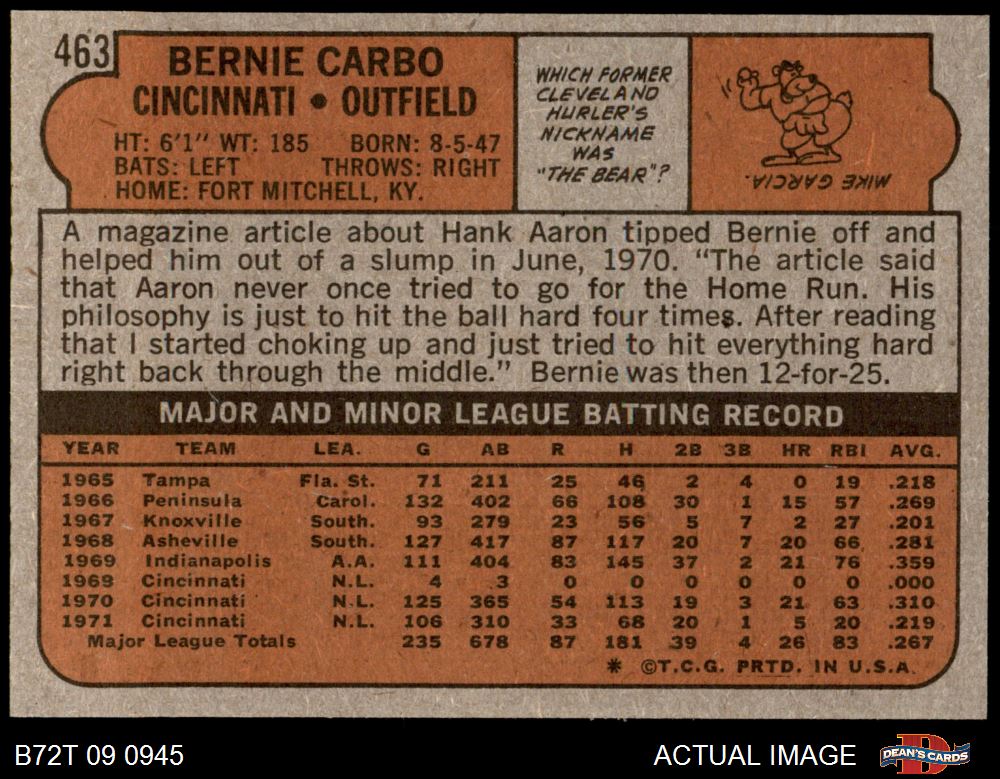 463
BERNIE CARBO
CINCINNATI • OUTFIELD
HT: 6'1" WT: 185 BORN: 8-5-47
BATS: LEFT THROWS: RIGHT
HOME: FORT MITCHELL, KY.
WHICH FORMER
CLEVELAND
HURLER'S
NICKNAME
WAS
"THE BEAR"?
MIKE GARCIA.
A magazine article about Hank Aaron tipped Bernie off and
helped him out of a slump in June, 1970. "The article said
that Aaron never once tried to go for the Home Run. His
philosophy is just to hit the ball hard four times. After reading
that I started choking up and just tried to hit everything hard
right back through the middle." Bernie was then 12-for-25.
MAJOR AND MINOR LEAGUE BATTING RECORD
YEAR TEAM LEA. G AB R H 2B 3B HR RBI AVG.
1965 Tampa Fla. St. 71 211 25 46 2 4 0 19 .218
1966 Peninsula Carol. 132 402 66 108 30 1 15 57 .269
1967 Knoxville South. 93 279 23 56 5 7 2 27 .201
1968 Asheville South. 127 417 87 117 20 7 20 66 .281
1969 Indianapolis A.A. 111 404 83 145 37 2 21 76 .359
1969 Cincinnati N.L. 4 3 0 0 0 0 0 0 .000
1970 Cincinnati N.L. 125 365 54 113 19 3 21 63 .310
1971 Cincinnati N.L. 106 310 33 68 20 1 5 20 .219
Major League Totals 235 678 87 181 39 4 26 83 .267
* ©T.C.G. PRTD. IN U.S.A.
B72T 09 0945
ACTUAL IMAGE
DEAN'S CARDS